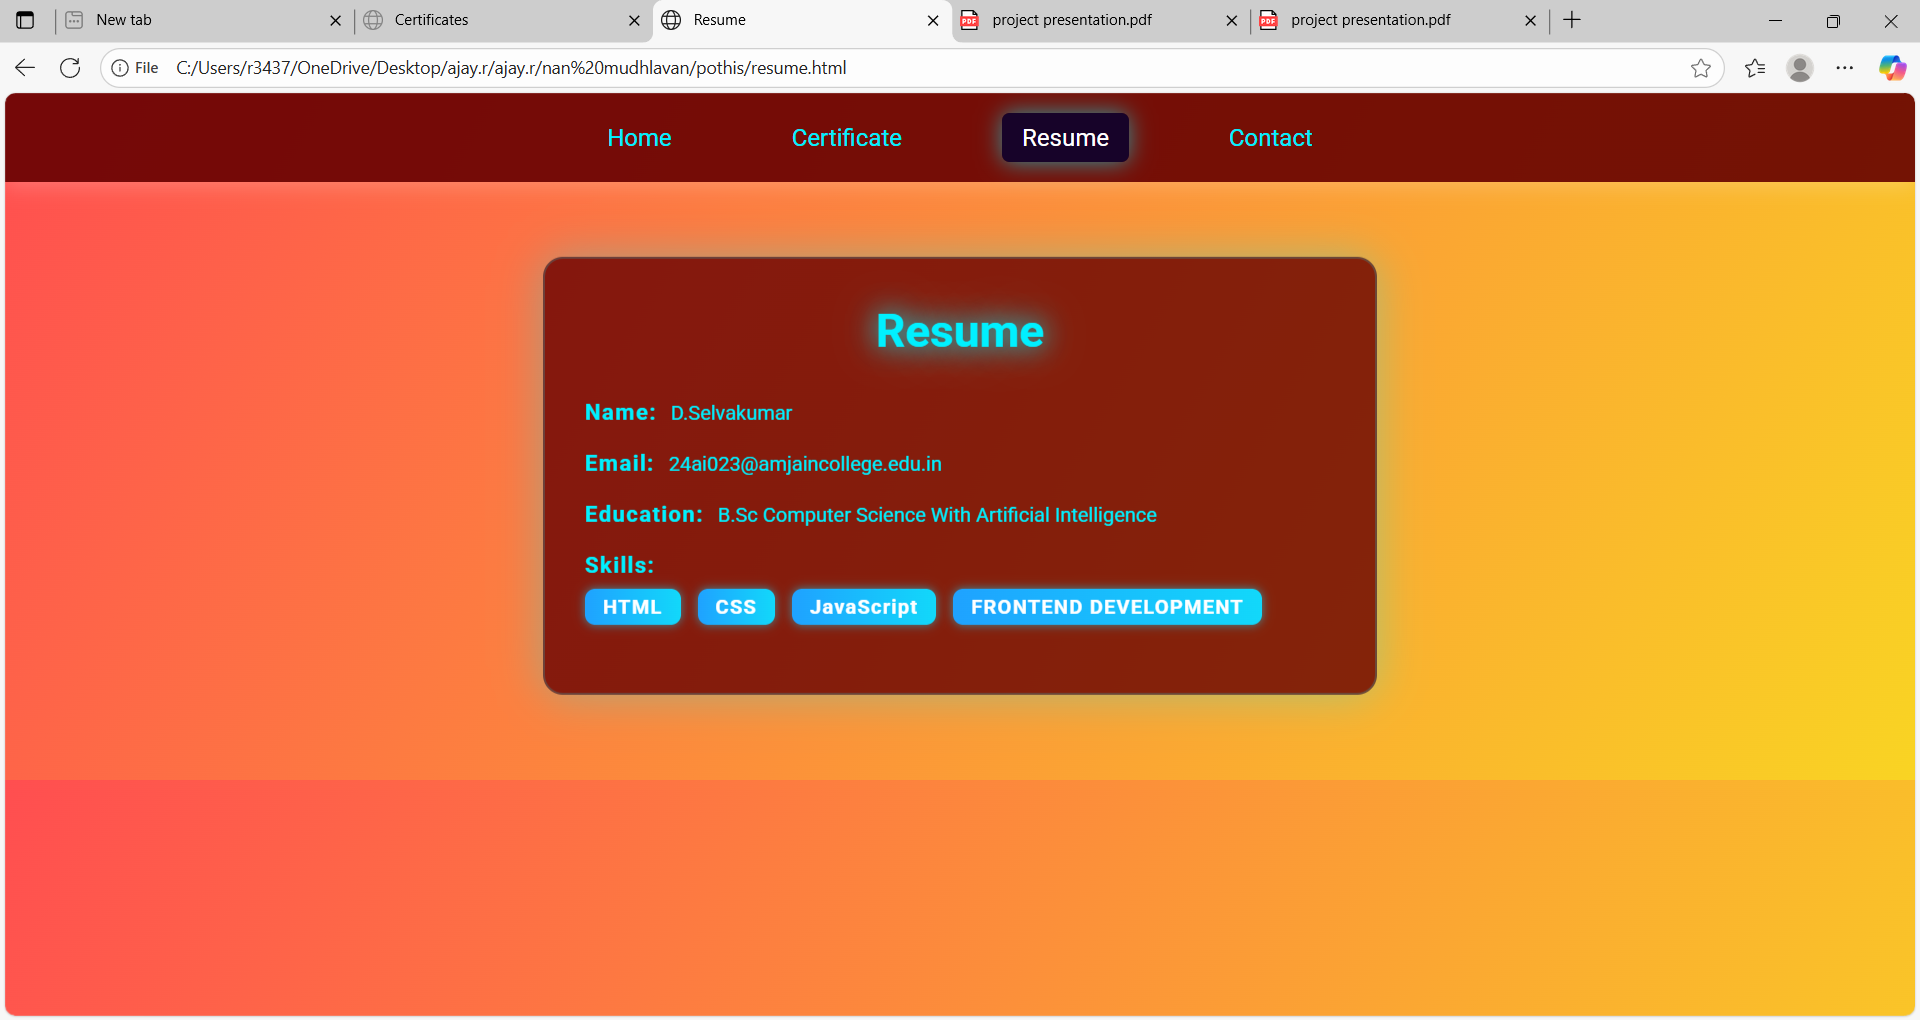 New tab
Certificates
Resume
project presentation.pdf
project presentation.pdf
File
C:/Users/r3437/OneDrive/Desktop/ajay.r/ajay.r/nan%20mudhlavan/pothis/resume.html
Home
Certificate
Resume
Contact
Resume
Name: D.Selvakumar
Email: 24ai023@amjaincollege.edu.in
Education: B.Sc Computer Science With Artificial Intelligence
Skills:
HTML CSS JavaScript FRONTEND DEVELOPMENT